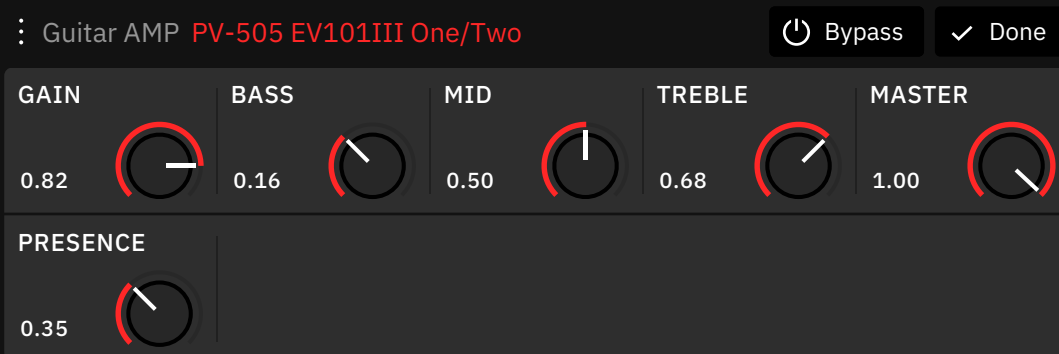 Guitar AMP PV-505 EV101III One/Two Bypass Done
GAIN BASS MID TREBLE MASTER
0.82 0.16 0.50 0.68 1.00
PRESENCE
0.35